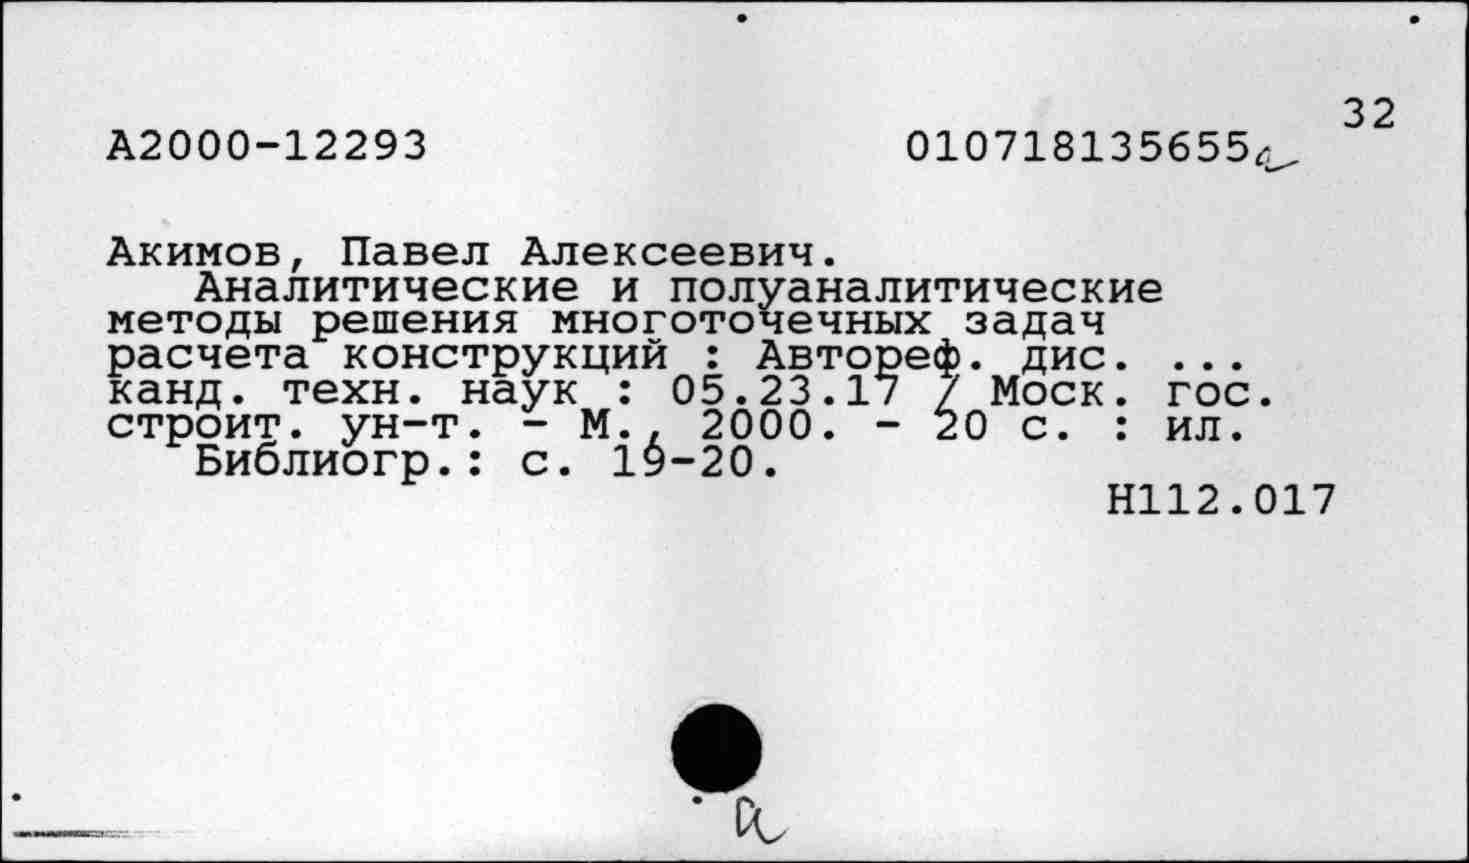 32
А2000-12293 010718135655
Акимов, Павел Алексеевич.
Аналитические и полуаналитические
методы решения многоточечных задач
расчета конструкций : Автореф. дис. ...
канд. техн. наук : 05.23.17 / Моск. гос.
строит. ун-т. - М., 2000. - 20 с. : ил.
Библиогр.: с. 19-20.
Н112.017